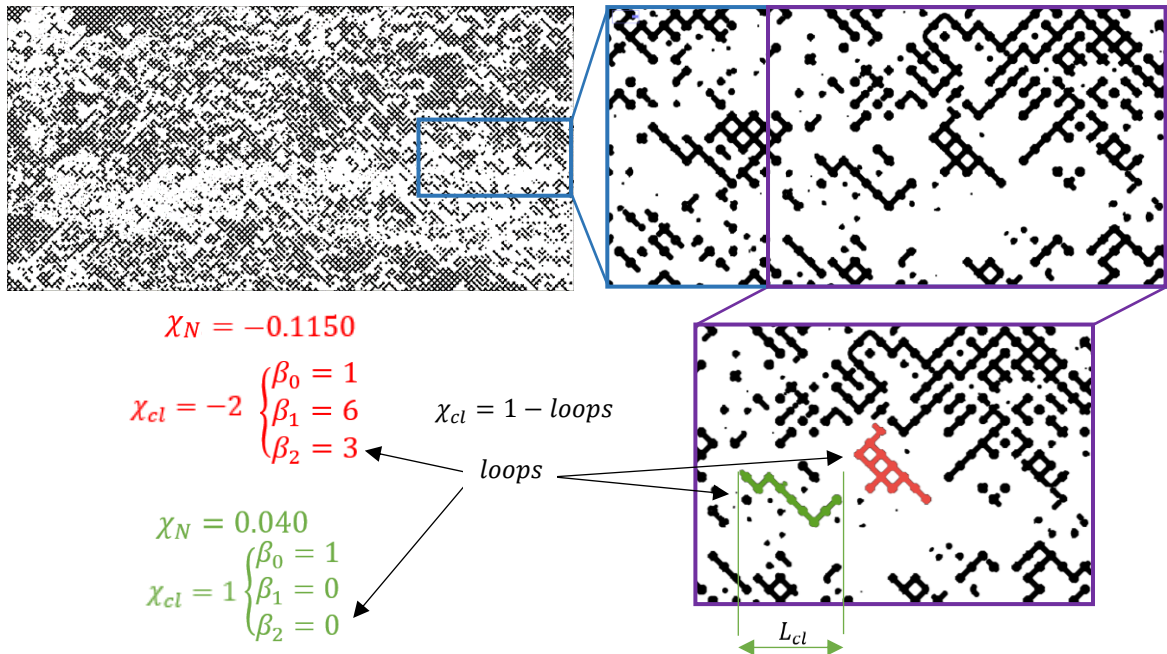 χ_N = −0.1150
χ_cl = −2 { β_0 = 1
β_1 = 6
β_2 = 3
χ_cl = 1 − loops
loops
χ_N = 0.040
χ_cl = 1 { β_0 = 1
β_1 = 0
β_2 = 0
L_cl